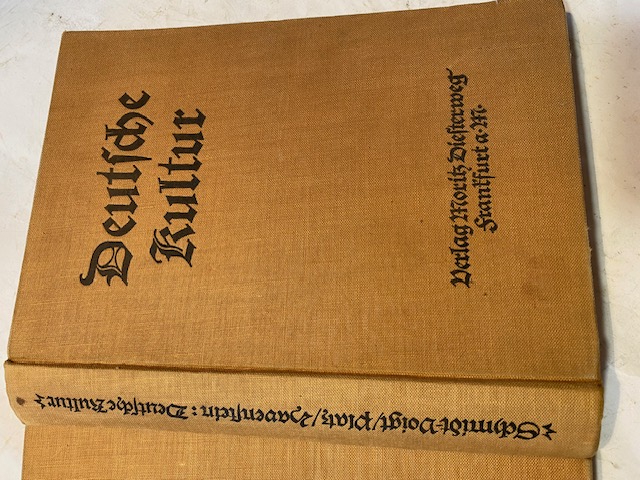 Deutsche
Kultur
Verlag Moritz Diesterweg
Frankfurt a. M.
Schmidt-Voigt/Platz/Havenstein: Deutsche Kultur